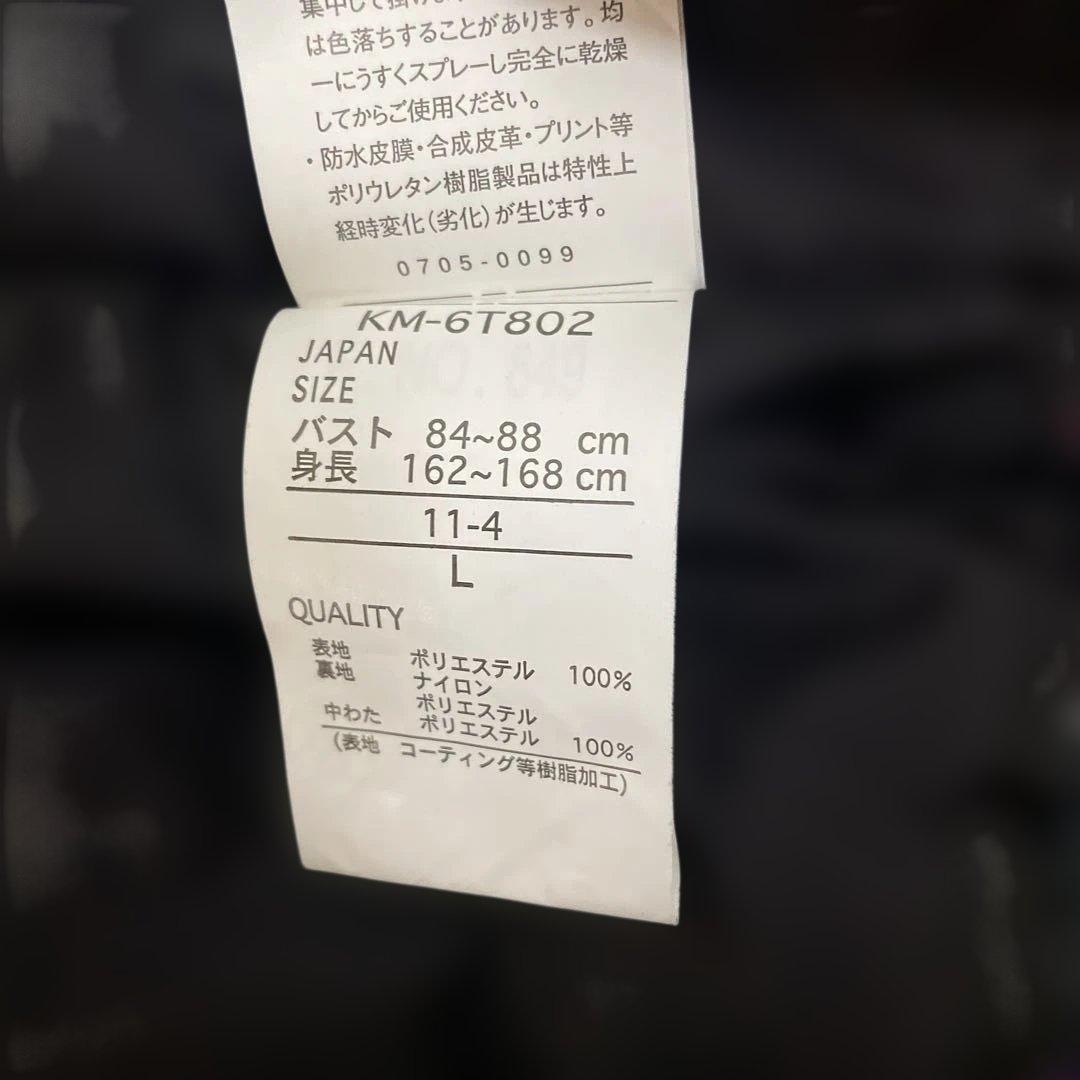 集中して掛け
は色落ちすることがあります。均
一にうすくスプレーし完全に乾燥
してからご使用ください。
・防水皮膜・合成皮革・プリント等
ポリウレタン樹脂製品は特性上
経時変化(劣化)が生じます。
0705-0099
KM-6T802
JAPAN
SIZE
バスト 84~88 cm
身長 162~168 cm
11-4
L
QUALITY
表地 ポリエステル 100%
裏地 ナイロン
ポリエステル
中わた ポリエステル 100%
(表地 コーティング等樹脂加工)